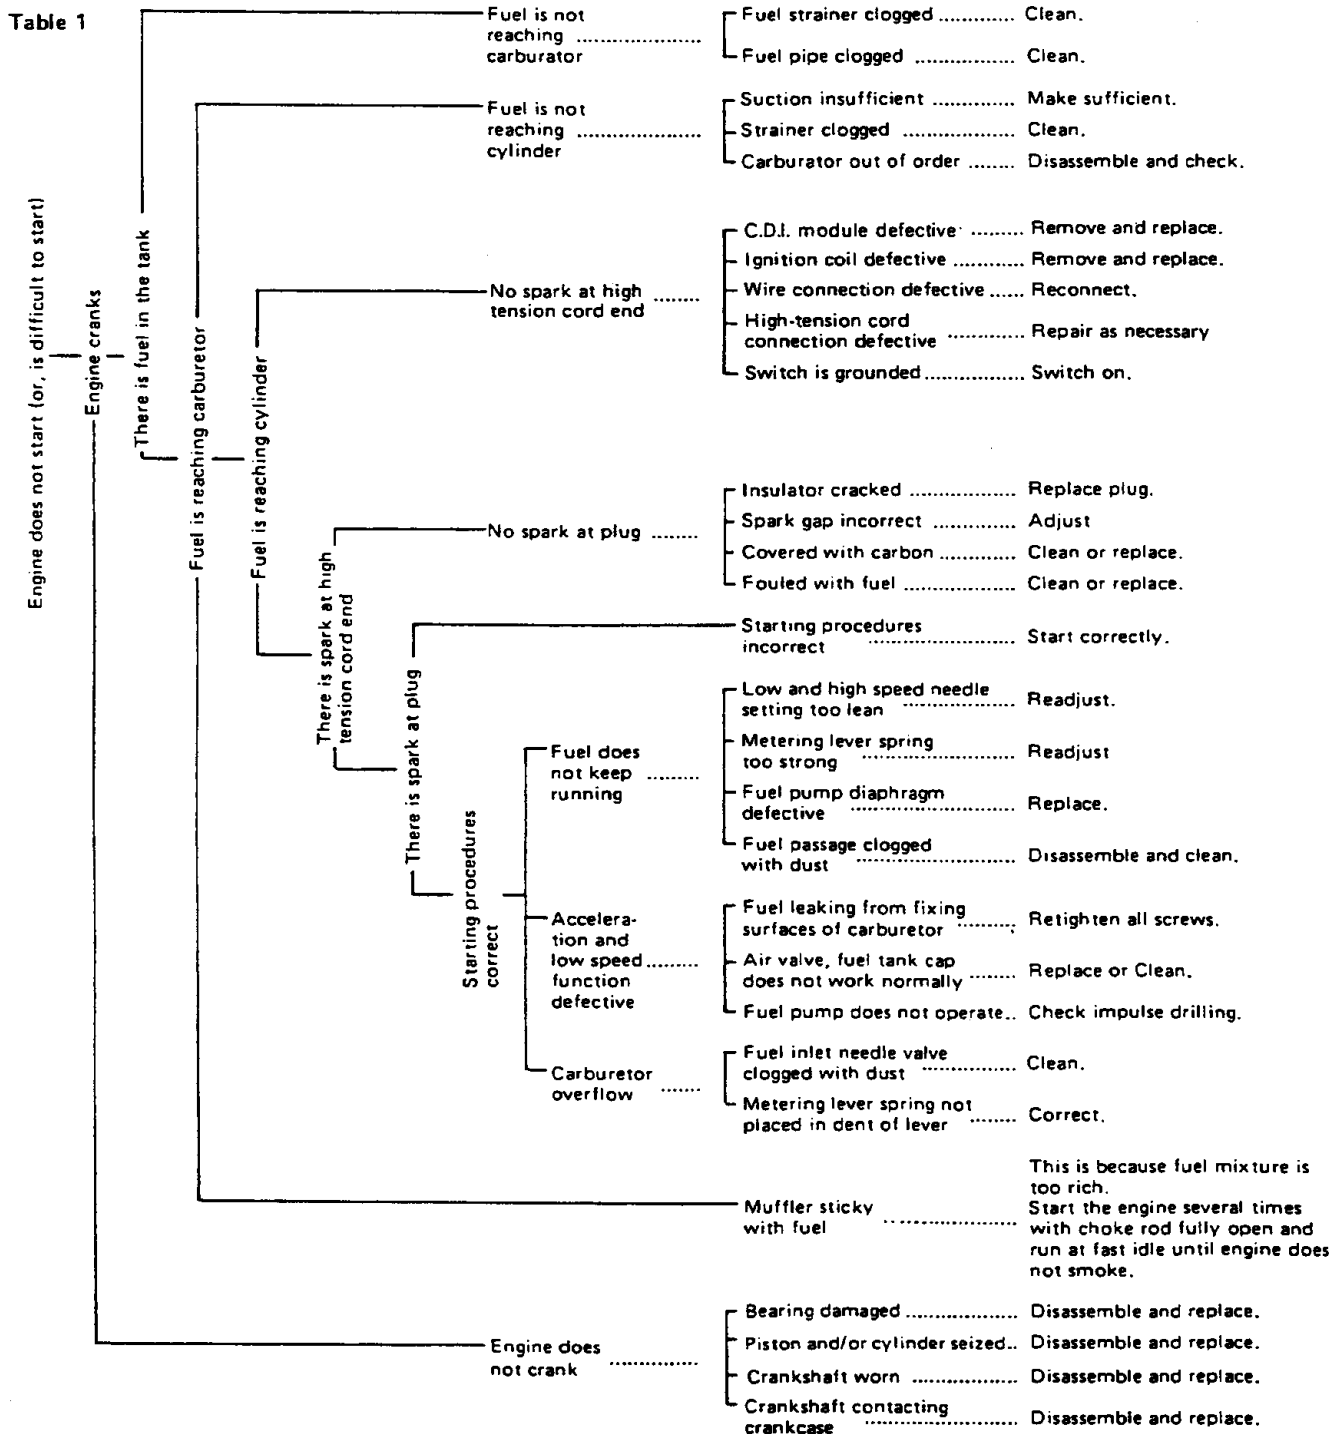 Table 1
Engine does not start (or, is difficult to start)
Engine cranks
There is fuel in the tank
Fuel is reaching carburetor
Fuel is reaching cylinder
There is spark at high
tension cord end
There is spark at plug
Starting procedures
correct
Fuel is not
reaching ....................
carburator
Fuel strainer clogged ............. Clean.
Fuel pipe clogged ................. Clean.
Fuel is not
reaching ....................
cylinder
Suction insufficient .............. Make sufficient.
Strainer clogged ................... Clean.
Carburator out of order ........ Disassemble and check.
No spark at high ........
tension cord end
C.D.I. module defective ......... Remove and replace.
Ignition coil defective ............ Remove and replace.
Wire connection defective ...... Reconnect.
High-tension cord
connection defective ............. Repair as necessary
Switch is grounded................. Switch on.
No spark at plug ........
Insulator cracked .................. Replace plug.
Spark gap incorrect .............. Adjust
Covered with carbon ............. Clean or replace.
Fouled with fuel ................... Clean or replace.
Starting procedures
incorrect ......................... Start correctly.
Fuel does
not keep .........
running
Low and high speed needle
setting too lean ................... Readjust.
Metering lever spring
too strong ......................... Readjust
Fuel pump diaphragm
defective ........................... Replace.
Fuel passage clogged
with dust .......................... Disassemble and clean.
Accelera-
tion and
low speed...........
function
defective
Fuel leaking from fixing
surfaces of carburetor .......... Retighten all screws.
Air valve, fuel tank cap
does not work normally ........ Replace or Clean.
Fuel pump does not operate.. Check impulse drilling.
Carburetor
overflow .......
Fuel inlet needle valve
clogged with dust ................ Clean.
Metering lever spring not
placed in dent of lever ........ Correct.
Muffler sticky
with fuel .......................
This is because fuel mixture is
too rich.
Start the engine several times
with choke rod fully open and
run at fast idle until engine does
not smoke.
Engine does
not crank ...............
Bearing damaged ................... Disassemble and replace.
Piston and/or cylinder seized.. Disassemble and replace.
Crankshaft worn .................. Disassemble and replace.
Crankshaft contacting
crankcase .......................... Disassemble and replace.